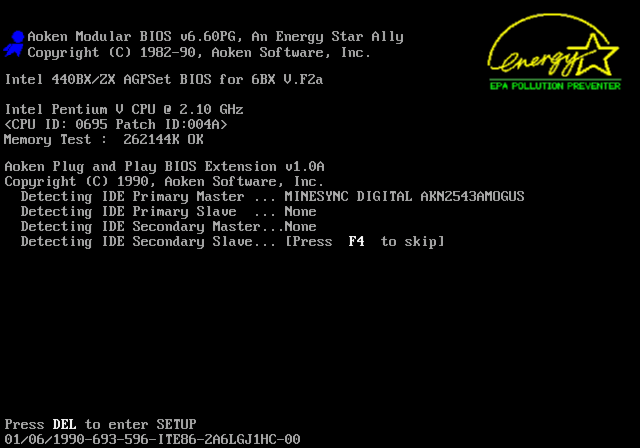 Aoken Modular BIOS v6.60PG, An Energy Star Ally
Copyright (C) 1982-90, Aoken Software, Inc.
energy
EPA POLLUTION PREVENTER
Intel 440BX/ZX AGPSet BIOS for 6BX V.F2a
Intel Pentium V CPU @ 2.10 GHz
<CPU ID: 0695 Patch ID:004A>
Memory Test :  262144K OK
Aoken Plug and Play BIOS Extension v1.0A
Copyright (C) 1990, Aoken Software, Inc.
Detecting IDE Primary Master ... MINESYNC DIGITAL AKN2543AMOGUS
Detecting IDE Primary Slave  ... None
Detecting IDE Secondary Master...None
Detecting IDE Secondary Slave... [Press  F4  to skip]
Press DEL to enter SETUP
01/06/1990-693-596-ITE86-2A6LGJ1HC-00